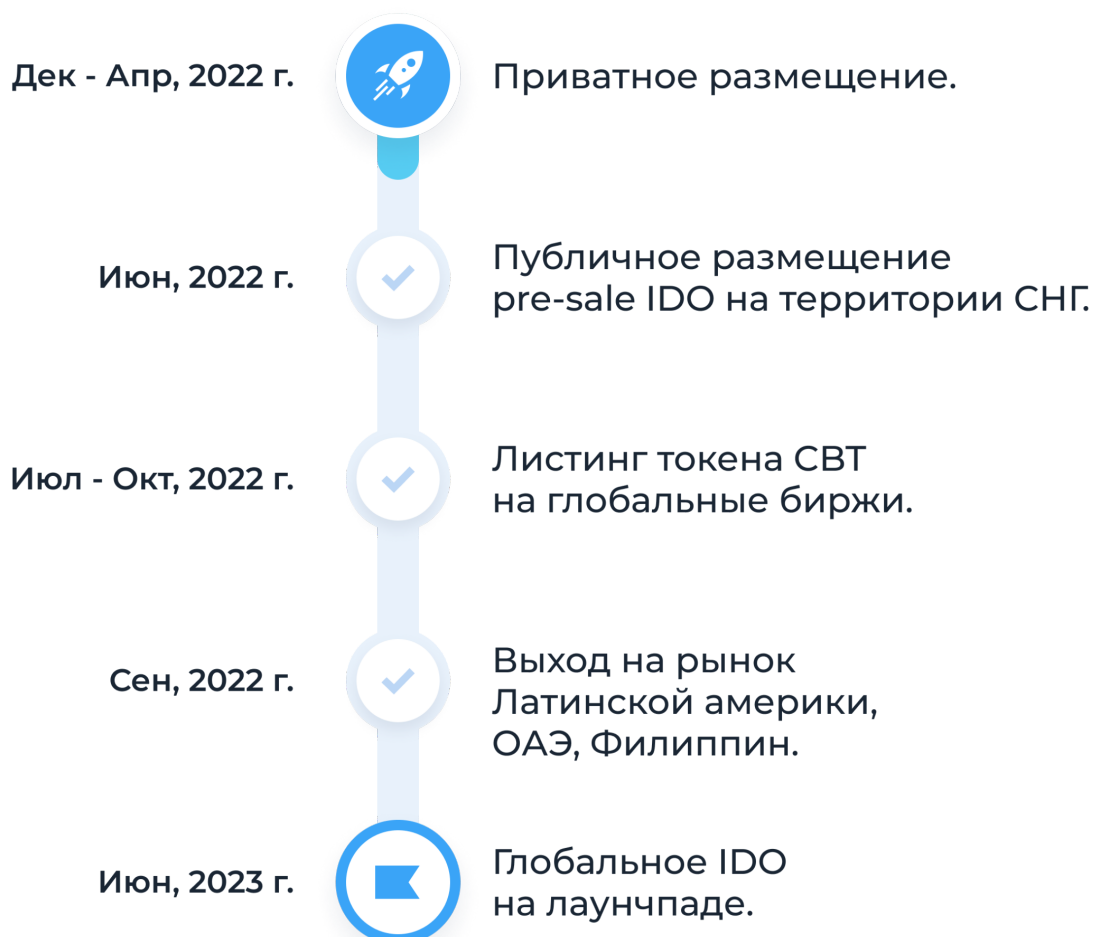 Дек - Апр, 2022 г.
Приватное размещение.
Июн, 2022 г.
Публичное размещение
pre-sale IDO на территории СНГ.
Июл - Окт, 2022 г.
Листинг токена CBT
на глобальные биржи.
Сен, 2022 г.
Выход на рынок
Латинской америки,
ОАЭ, Филиппин.
Июн, 2023 г.
Глобальное IDO
на лаунчпаде.